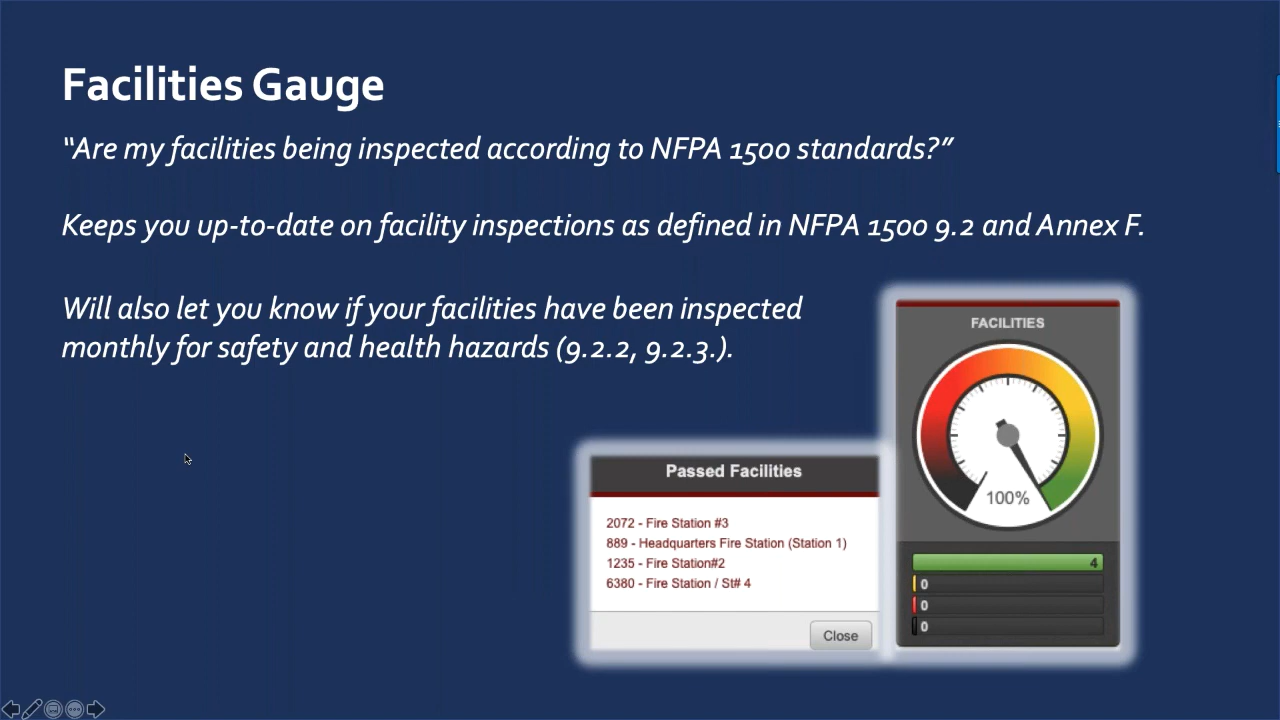 Facilities Gauge
“Are my facilities being inspected according to NFPA 1500 standards?”
Keeps you up-to-date on facility inspections as defined in NFPA 1500 9.2 and Annex F.
Will also let you know if your facilities have been inspected
monthly for safety and health hazards (9.2.2, 9.2.3.).
Passed Facilities
2072 - Fire Station #3
889 - Headquarters Fire Station (Station 1)
1235 - Fire Station#2
6380 - Fire Station / St# 4
Close
FACILITIES
100%
4
0
0
0